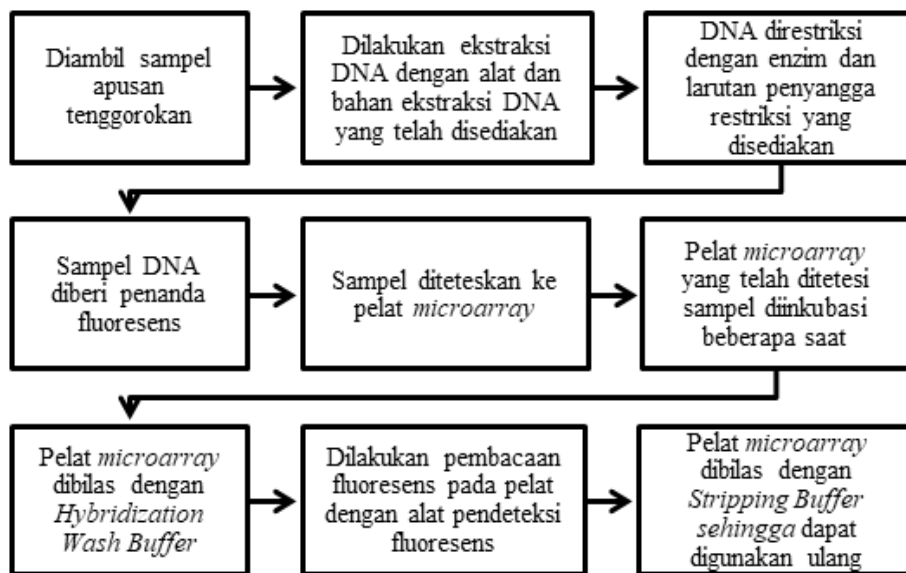 Diambil sampel
apusan
tenggorokan
Dilakukan ekstraksi
DNA dengan alat dan
bahan ekstraksi DNA
yang telah disediakan
DNA direstriksi
dengan enzim dan
larutan penyangga
restriksi yang
disediakan
Sampel DNA
diberi penanda
fluoresens
Sampel diteteskan ke
pelat microarray
Pelat microarray
yang telah ditetesi
sampel diinkubasi
beberapa saat
Pelat microarray
dibilas dengan
Hybridization
Wash Buffer
Dilakukan pembacaan
fluoresens pada pelat
dengan alat pendeteksi
fluoresens
Pelat microarray
dibilas dengan
Stripping Buffer
sehingga dapat
digunakan ulang